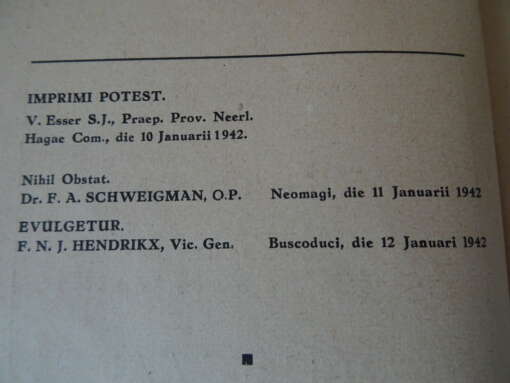 IMPRIMI POTEST.
V. Esser S.J., Praep. Prov. Neerl.
Hagae Com., die 10 Januarii 1942.
Nihil Obstat.
Dr. F. A. SCHWEIGMAN, O.P. Neomagi, die 11 Januarii 1942
EVULGETUR.
F. N. J. HENDRIKX, Vic. Gen. Buscoduci, die 12 Januari 1942